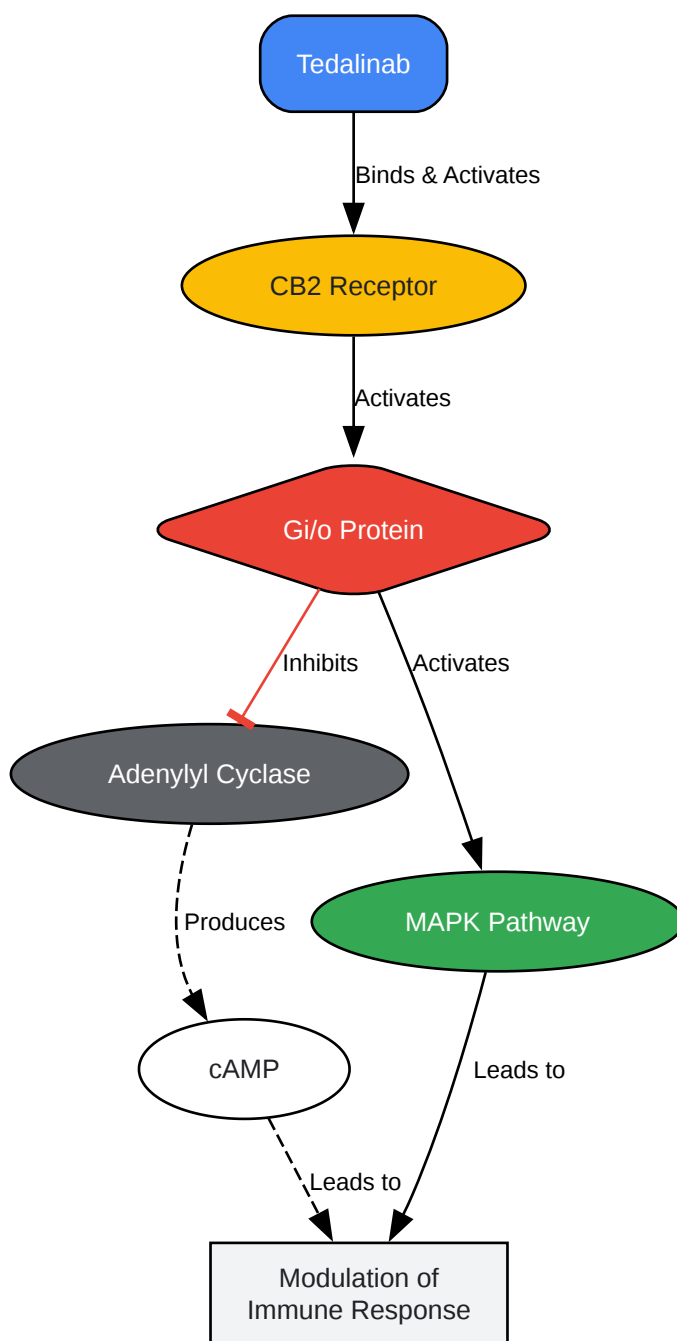 Tedalinab
Binds & Activates
CB2 Receptor
Activates
Gi/o Protein
Inhibits
Activates
Adenylyl Cyclase
Produces
MAPK Pathway
cAMP
Leads to
Leads to
Modulation of
Immune Response